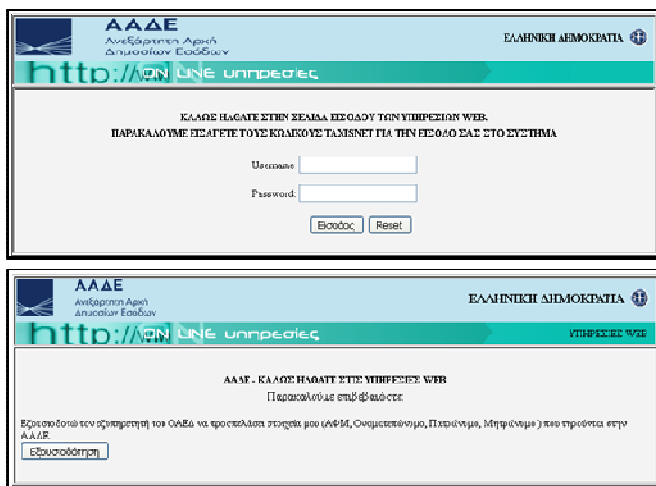 ΑΑΔΕ
Ανεξάρτητη Αρχή
Δημοσίων Εσόδων
ΕΛΛΗΝΙΚΗ ΔΗΜΟΚΡΑΤΙΑ
http://www
ON LINE υπηρεσίες
ΚΑΛΩΣ ΗΛΘΑΤΕ ΣΤΗΝ ΣΕΛΙΔΑ ΕΙΣΟΔΟΥ ΤΩΝ ΥΠΗΡΕΣΙΩΝ WEB.
ΠΑΡΑΚΑΛΟΥΜΕ ΕΙΣΑΓΕΤΕ ΤΟΥΣ ΚΩΔΙΚΟΥΣ TAXISNET ΓΙΑ ΤΗΝ ΕΙΣΟΔΟ ΣΑΣ ΣΤΟ ΣΥΣΤΗΜΑ
Username:
Password:
Είσοδος Reset
ΑΑΔΕ
Ανεξάρτητη Αρχή
Δημοσίων Εσόδων
ΕΛΛΗΝΙΚΗ ΔΗΜΟΚΡΑΤΙΑ
http://www
ON LINE υπηρεσίες
ΥΠΗΡΕΣΙΕΣ WEB
ΑΑΔΕ - ΚΑΛΩΣ ΗΛΘΑΤΕ ΣΤΙΣ ΥΠΗΡΕΣΙΕΣ WEB
Παρακαλούμε επιβεβαιώστε
Εξουσιοδοτώ τον εξυπηρετητή του ΟΑΕΔ να προσπελάσει στοιχεία μου (ΑΦΜ, Ονοματεπώνυμο, Πατρώνυμο, Μητρώνυμο) που τηρούνται στην
ΑΑΔΕ.
Εξουσιοδότηση